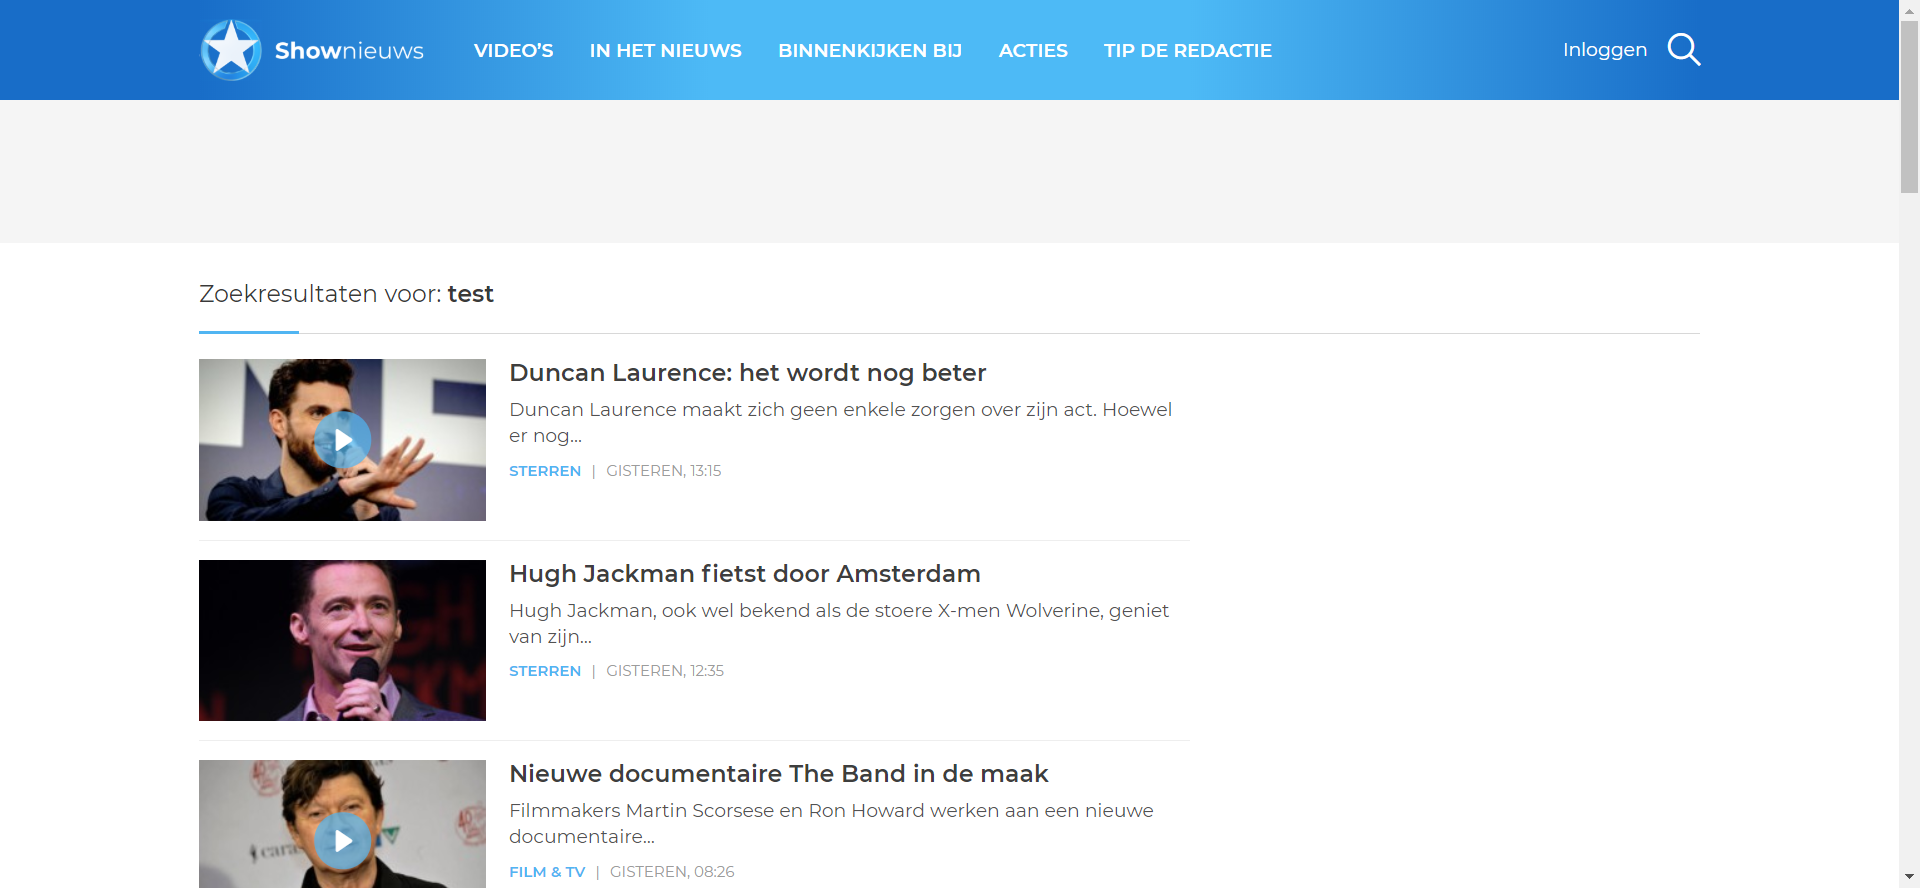 Shownieuws VIDEO’S IN HET NIEUWS BINNENKIJKEN BIJ ACTIES TIP DE REDACTIE Inloggen
Zoekresultaten voor: test
Duncan Laurence: het wordt nog beter
Duncan Laurence maakt zich geen enkele zorgen over zijn act. Hoewel
er nog...
STERREN | GISTEREN, 13:15
Hugh Jackman fietst door Amsterdam
Hugh Jackman, ook wel bekend als de stoere X-men Wolverine, geniet
van zijn...
STERREN | GISTEREN, 12:35
Nieuwe documentaire The Band in de maak
Filmmakers Martin Scorsese en Ron Howard werken aan een nieuwe
documentaire...
FILM & TV | GISTEREN, 08:26